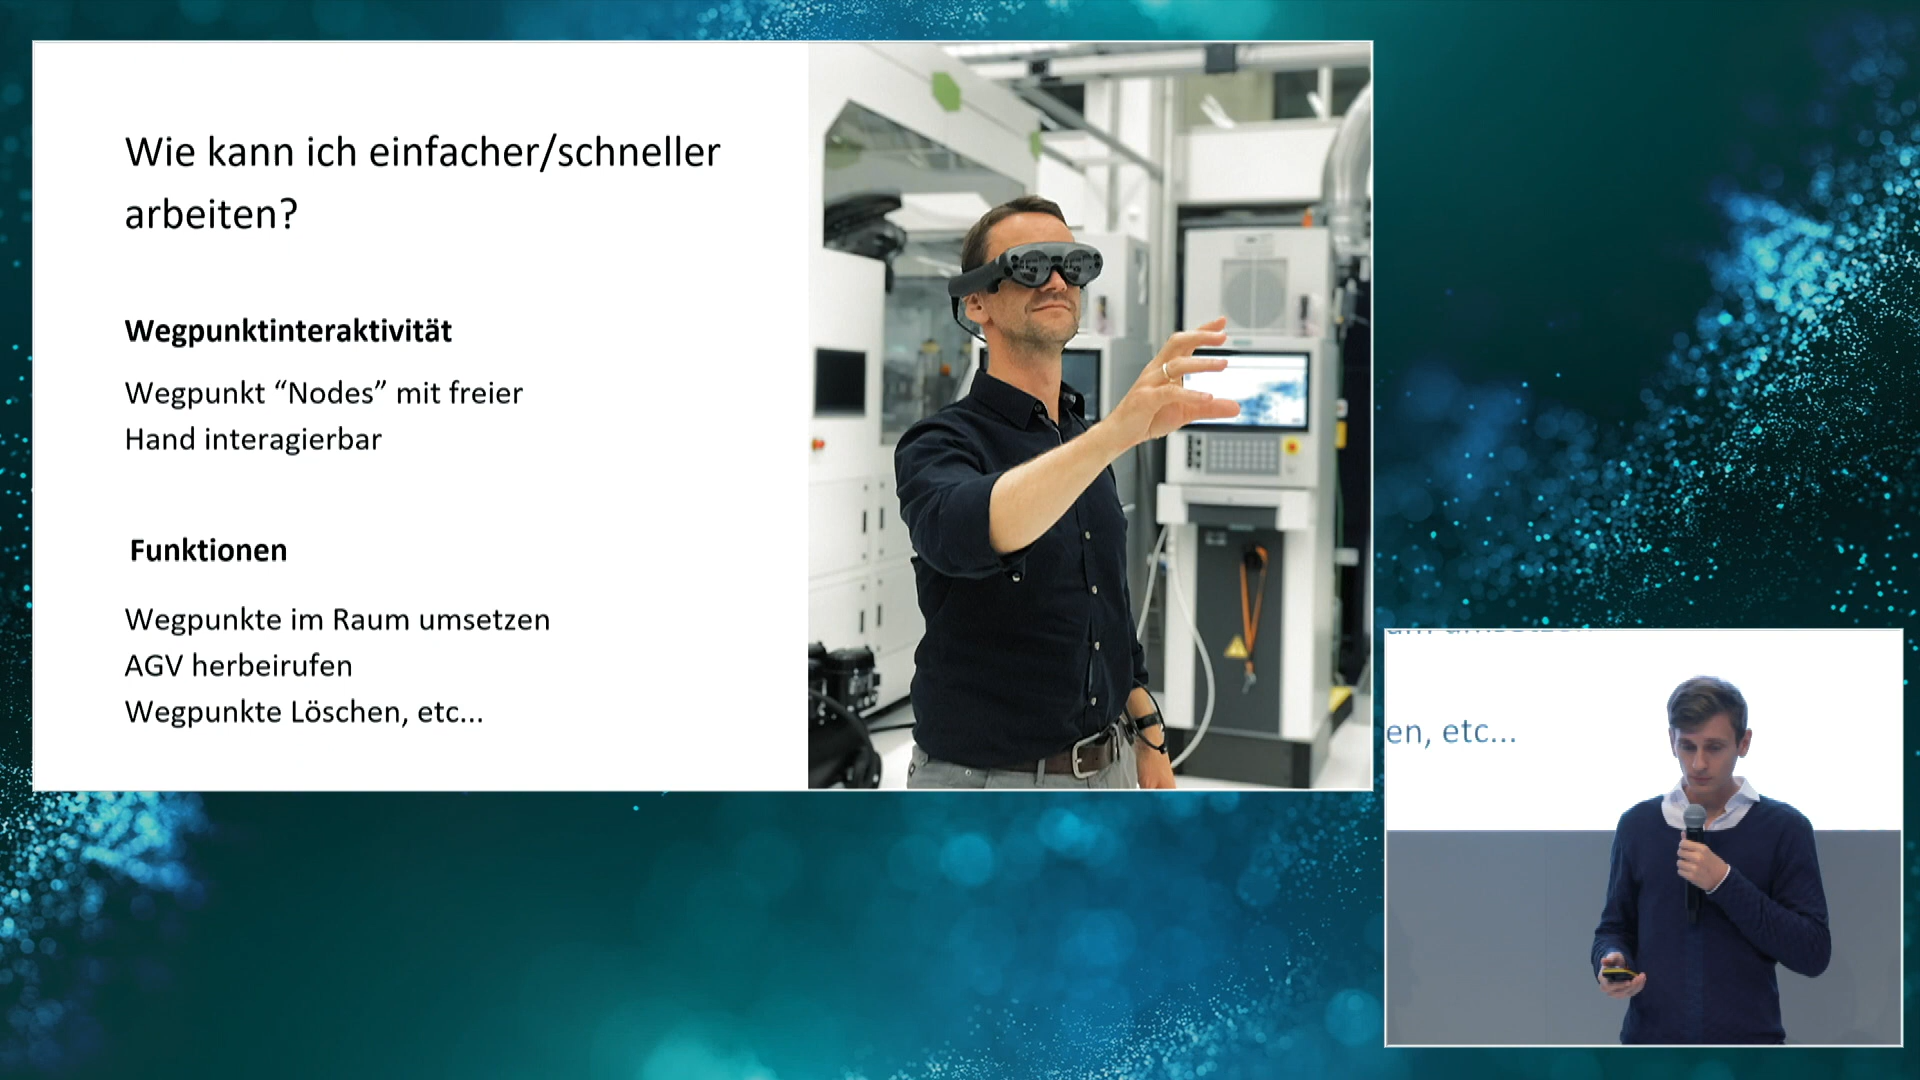 Wie kann ich einfacher/schneller
arbeiten?
Wegpunktinteraktivität
Wegpunkt “Nodes” mit freier
Hand interagierbar
Funktionen
Wegpunkte im Raum umsetzen
AGV herbeirufen
Wegpunkte Löschen, etc...
en, etc...